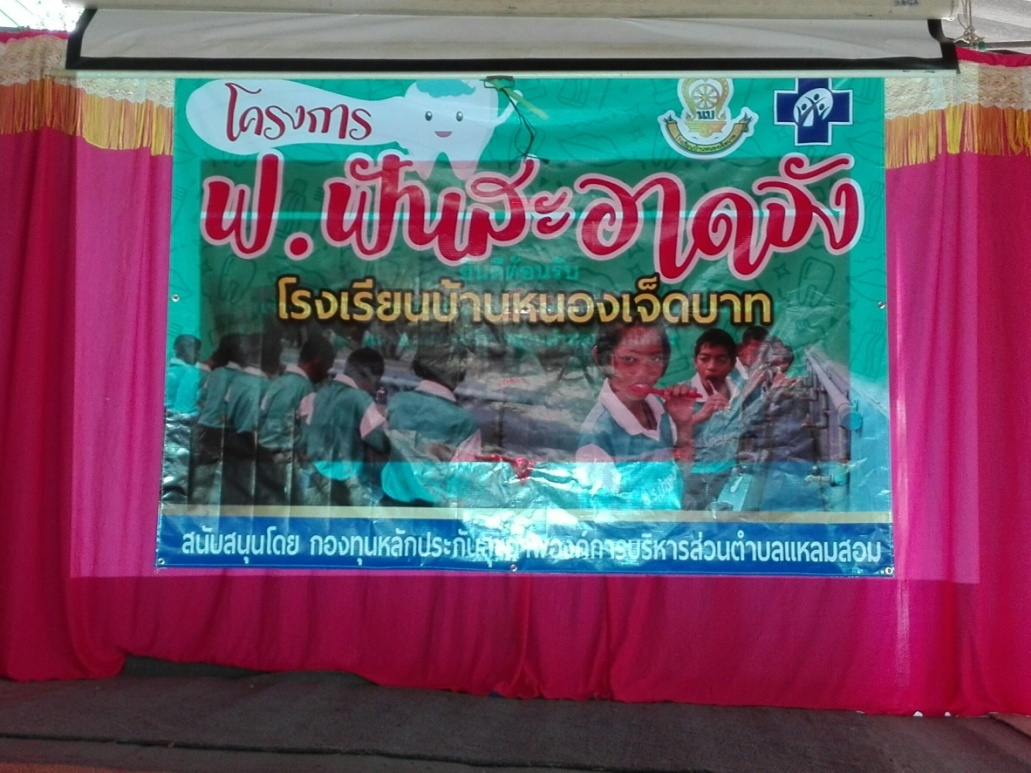 โครงการ
ฟ.ฟันสะอาดจัง
ยินดีต้อนรับ
โรงเรียนบ้านหนองเจ็ดบาท
สนับสนุนโดย กองทุนหลักประกันสุขภาพองค์การบริหารส่วนตำบลแหลมสอม